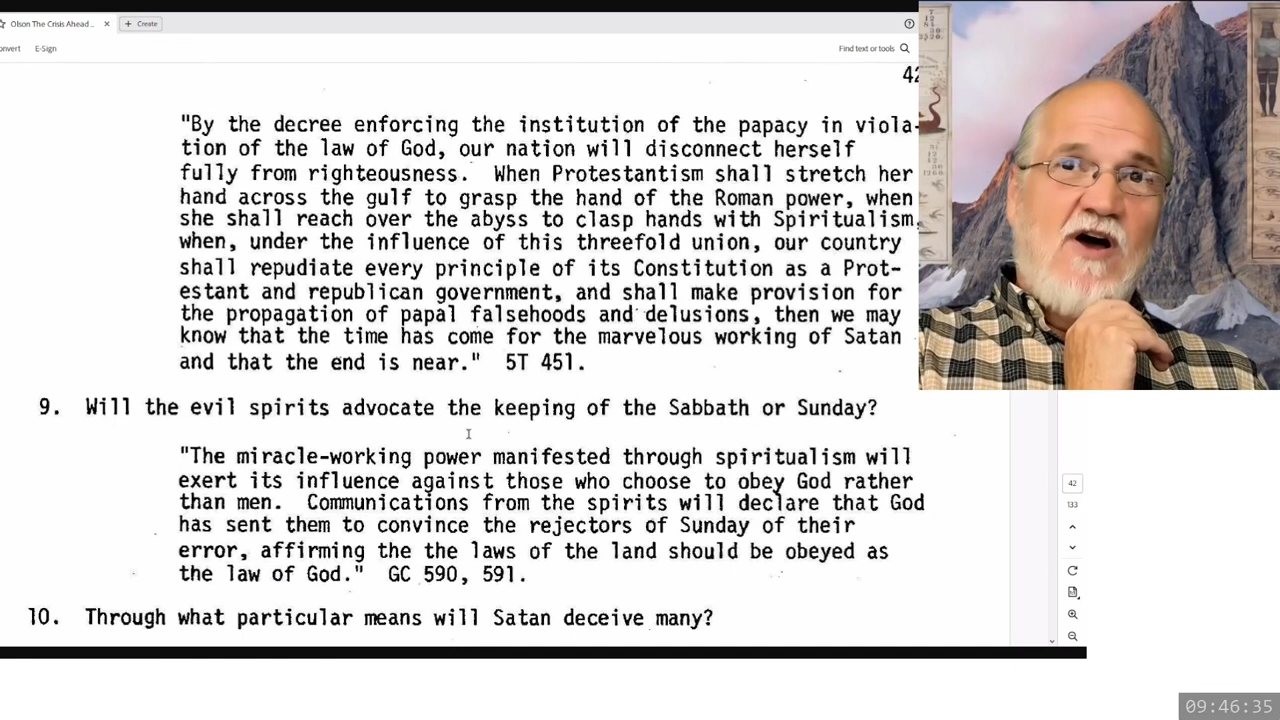 Olson The Crisis Ahead ..
Create
onvert
E-Sign
Find text or tools
42
"By the decree enforcing the institution of the papacy in viola-
tion of the law of God, our nation will disconnect herself
fully from righteousness. When Protestantism shall stretch her
hand across the gulf to grasp the hand of the Roman power, when
she shall reach over the abyss to clasp hands with Spiritualism,
when, under the influence of this threefold union, our country
shall repudiate every principle of its Constitution as a Prot-
estant and republican government, and shall make provision for
the propagation of papal falsehoods and delusions, then we may
know that the time has come for the marvelous working of Satan
and that the end is near." 5T 451.
9. Will the evil spirits advocate the keeping of the Sabbath or Sunday?
"The miracle-working power manifested through spiritualism will
exert its influence against those who choose to obey God rather
than men. Communications from the spirits will declare that God
has sent them to convince the rejectors of Sunday of their
error, affirming the the laws of the land should be obeyed as
the law of God." GC 590, 591.
10. Through what particular means will Satan deceive many?
42
133
09:46:35